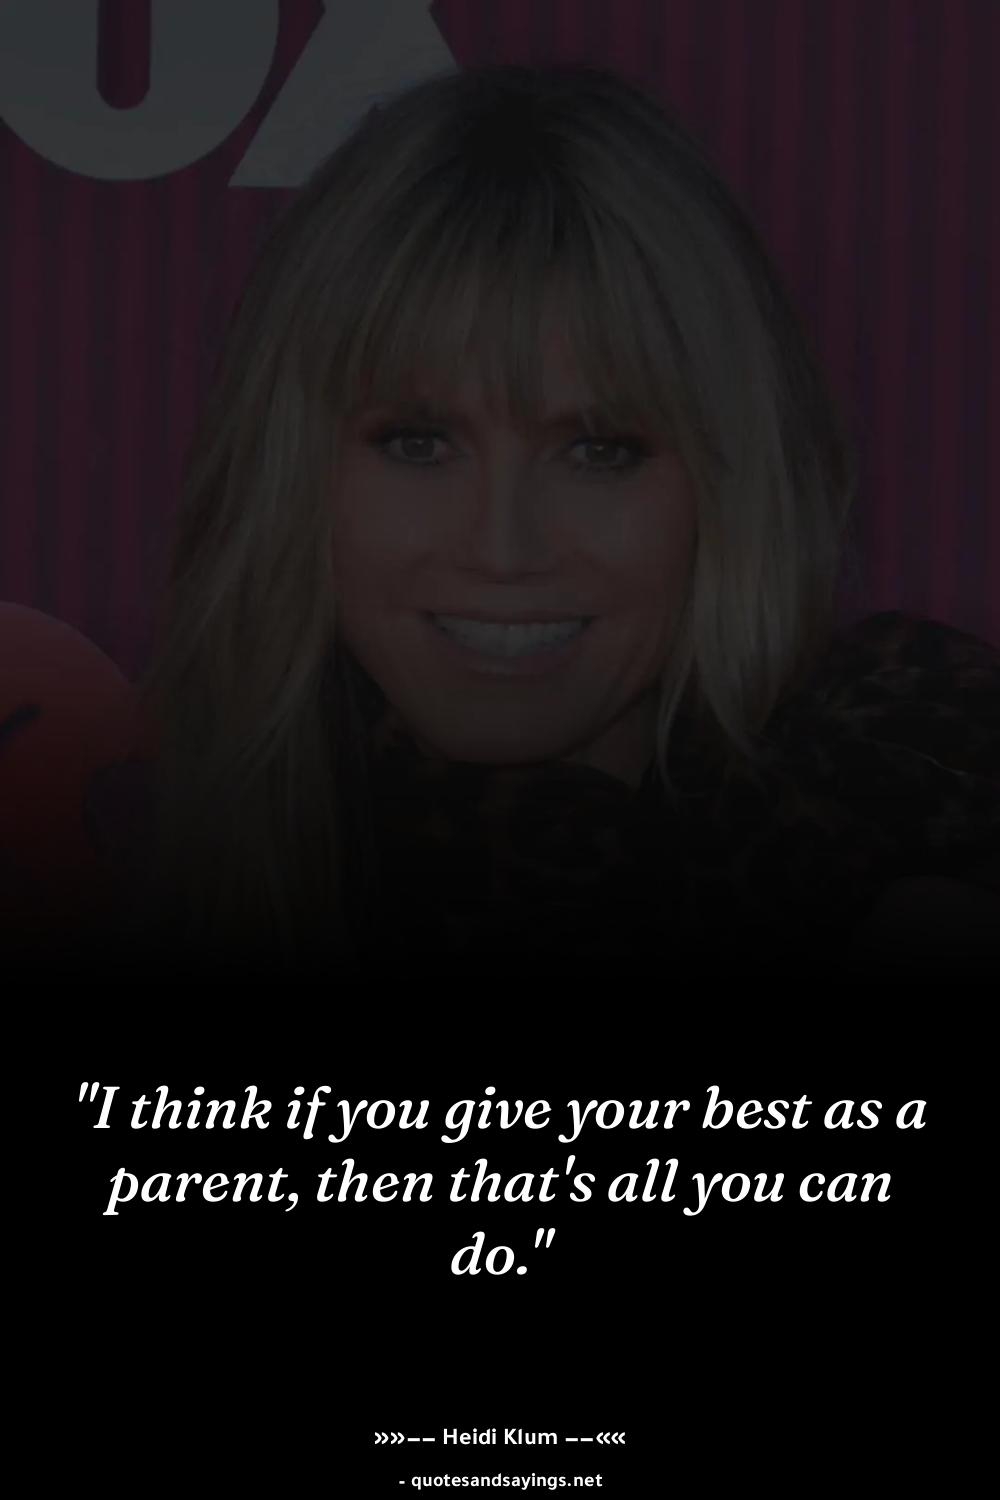 "I think if you give your best as a
parent, then that's all you can
do."
»»−− Heidi Klum −−««
- quotesandsayings.net